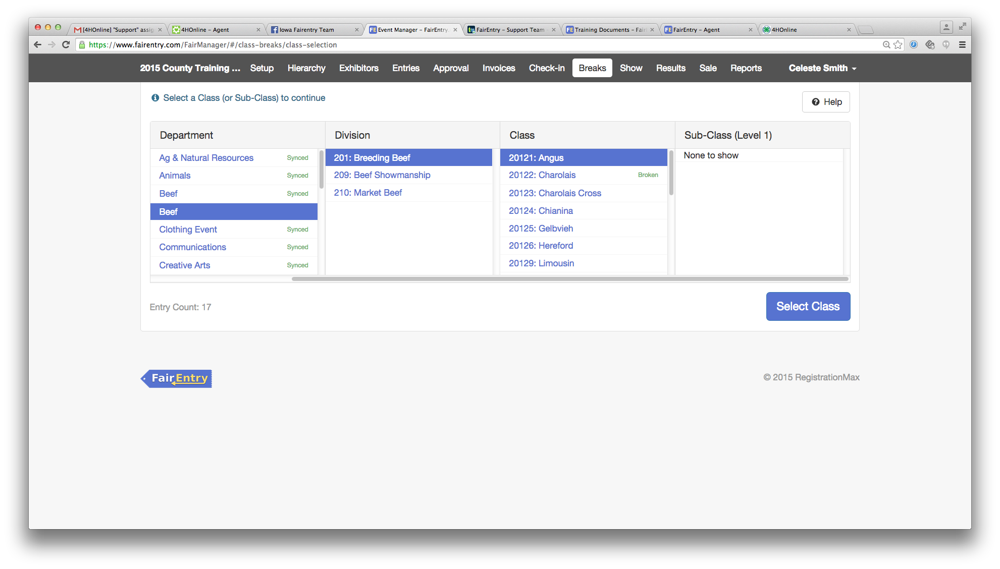 [4HOnline] "Support" assig
4HOnline – Agent
Iowa Fairentry Team
FE Event Manager – FairEntry
FairEntry – Support Team
FE Training Documents – Fair
FE FairEntry – Agent
4HOnline
https://www.fairentry.com/FairManager/#/class-breaks/class-selection
2015 County Training ... Setup Hierarchy Exhibitors Entries Approval Invoices Check-in Breaks Show Results Sale Reports Celeste Smith
Select a Class (or Sub-Class) to continue
Help
Department Division Class Sub-Class (Level 1)
Ag & Natural Resources Synced
Animals Synced
Beef Synced
Beef
Clothing Event Synced
Communications Synced
Creative Arts Synced
201: Breeding Beef
209: Beef Showmanship
210: Market Beef
20121: Angus
20122: Charolais Broken
20123: Charolais Cross
20124: Chianina
20125: Gelbvieh
20126: Hereford
20129: Limousin
None to show
Entry Count: 17
Select Class
FairEntry
© 2015 RegistrationMax